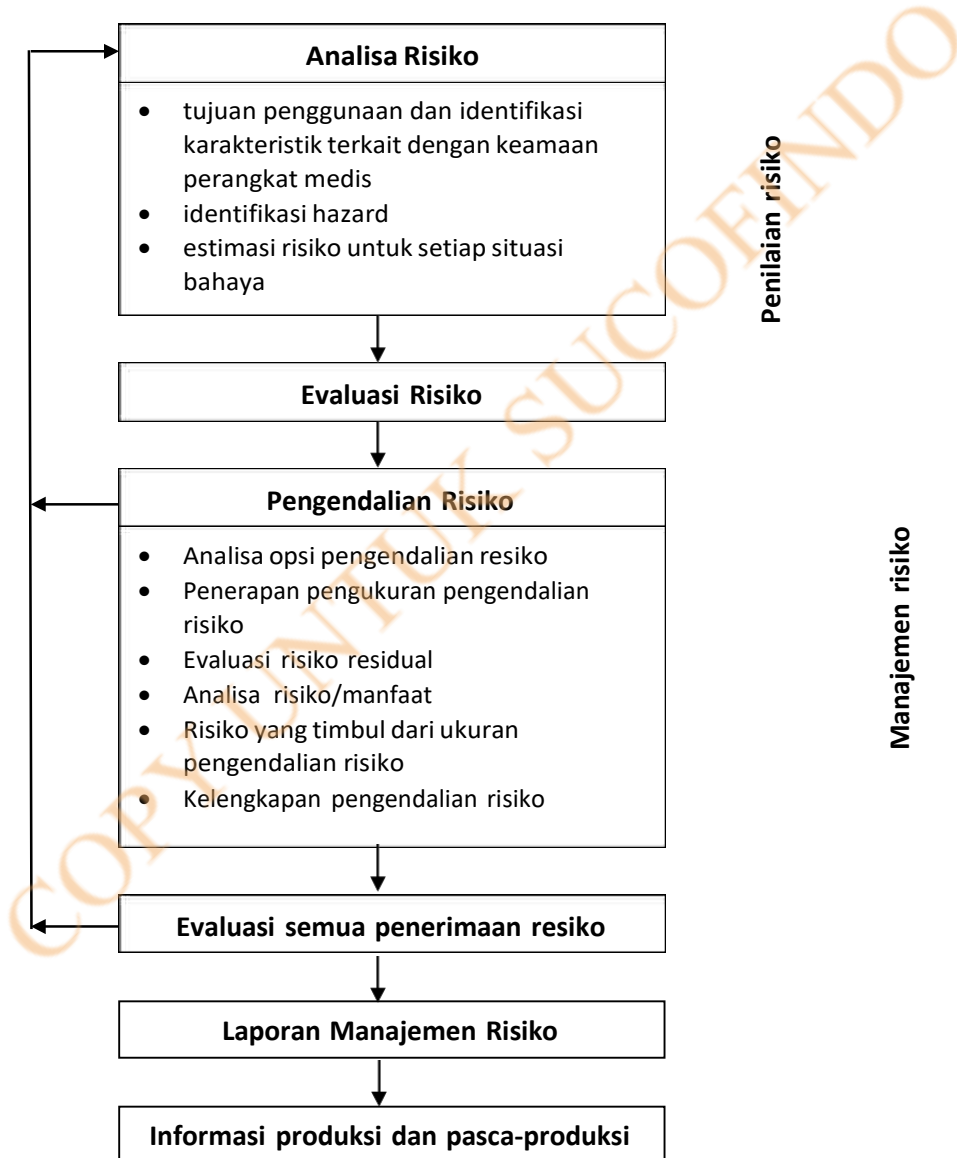 Analisa Risiko
• tujuan penggunaan dan identifikasi
karakteristik terkait dengan keamaan
perangkat medis
• identifikasi hazard
• estimasi risiko untuk setiap situasi
bahaya
Penilaian risiko
Evaluasi Risiko
Pengendalian Risiko
• Analisa opsi pengendalian resiko
• Penerapan pengukuran pengendalian
risiko
• Evaluasi risiko residual
• Analisa risiko/manfaat
• Risiko yang timbul dari ukuran
pengendalian risiko
• Kelengkapan pengendalian risiko
Manajemen risiko
Evaluasi semua penerimaan resiko
Laporan Manajemen Risiko
Informasi produksi dan pasca-produksi
COPY UNTUK SUCOFINDO